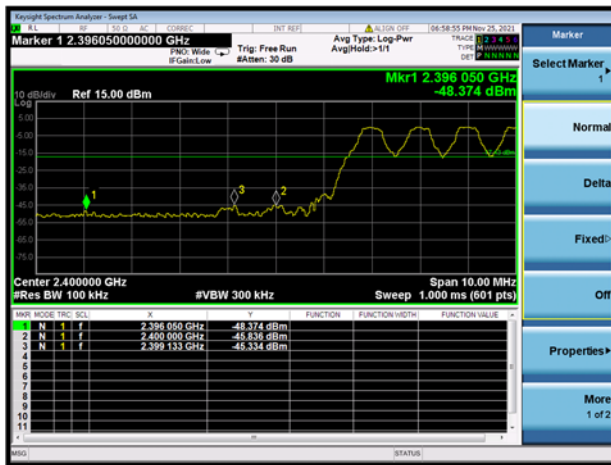 Keysight Spectrum Analyzer - Swept SA
RL RF 50 Ω AC CORREC INT REF ALIGN OFF 06:58:55 PM Nov 25, 2021
Marker 1 2.396050000000 GHz
PNO: Wide
IFGain:Low
Trig: Free Run
#Atten: 30 dB
Avg Type: Log-Pwr
Avg|Hold:>1/1
TRACE 1 2 3 4 5 6
TYPE M
DET P N N N N N
Marker
Select Marker
1
Normal
Delta
Fixed
Off
Properties
More
1 of 2
Mkr1 2.396 050 GHz
-48.374 dBm
10 dB/div Ref 15.00 dBm
Log
5.00
-5.00
-15.0
-25.0
-35.0
-45.0
-55.0
-65.0
-75.0
1
3
2
Center 2.400000 GHz
Span 10.00 MHz
#Res BW 100 kHz
#VBW 300 kHz
Sweep 1.000 ms (601 pts)
MKR MODE TRC SCL X Y FUNCTION FUNCTION WIDTH FUNCTION VALUE
1 N 1 f 2.396 050 GHz -48.374 dBm
2 N 1 f 2.400 000 GHz -45.836 dBm
3 N 1 f 2.399 133 GHz -45.334 dBm
4
5
6
7
8
9
10
11
MSG
STATUS